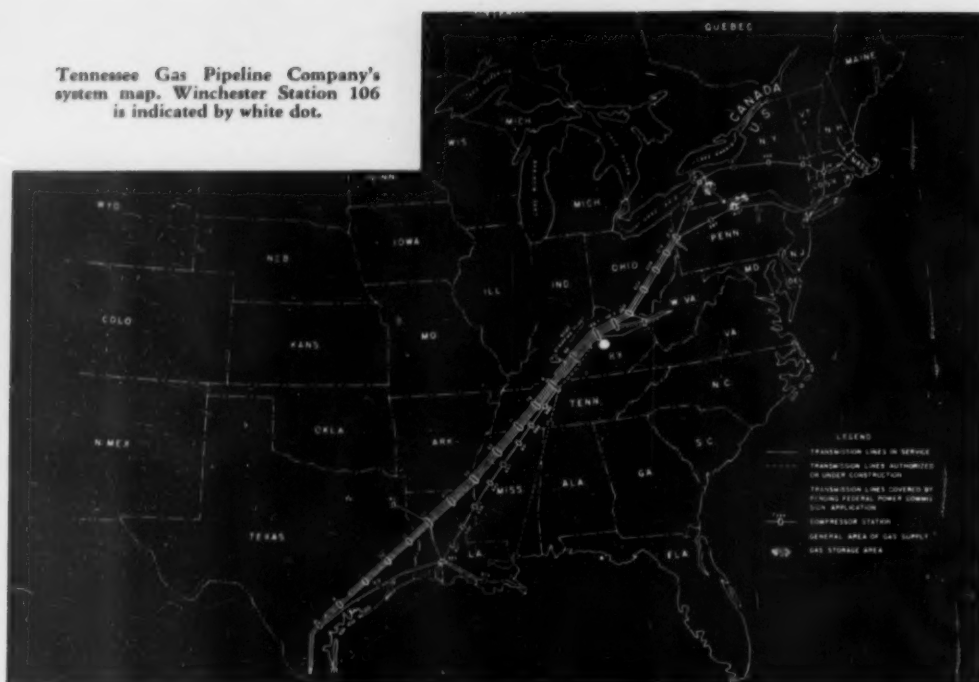 Tennessee Gas Pipeline Company's
system map. Winchester Station 106
is indicated by white dot.
QUEBEC
MAINE
CANADA
U.S.
MICH
WIS.
N.Y.
VT
N.H.
MASS
WYO
IOWA
MICH.
PENN
NEB
ILL
IND
OHIO
N.J.
MD
DEL
W.VA
COLO
KANS
MO
KY.
VA
TENN.
N.C.
OKLA
ARK
N.MEX
S.C.
MISS
ALA
GA
TEXAS
LA
FLA
LEGEND
TRANSMISSION LINES IN SERVICE
TRANSMISSION LINES AUTHORIZED
OR UNDER CONSTRUCTION
TRANSMISSION LINES COVERED BY
PENDING FEDERAL POWER COMMIS
SION APPLICATION
COMPRESSOR STATION
GENERAL AREA OF GAS SUPPLY
GAS STORAGE AREA